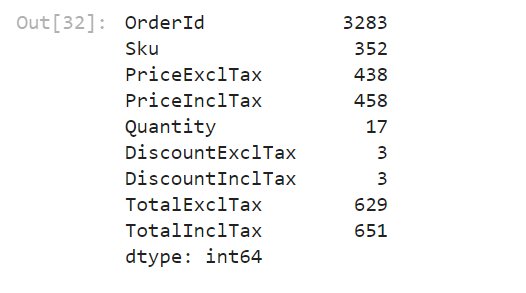 Out[32]: OrderId 3283
Sku 352
PriceExclTax 438
PriceInclTax 458
Quantity 17
DiscountExclTax 3
DiscountInclTax 3
TotalExclTax 629
TotalInclTax 651
dtype: int64